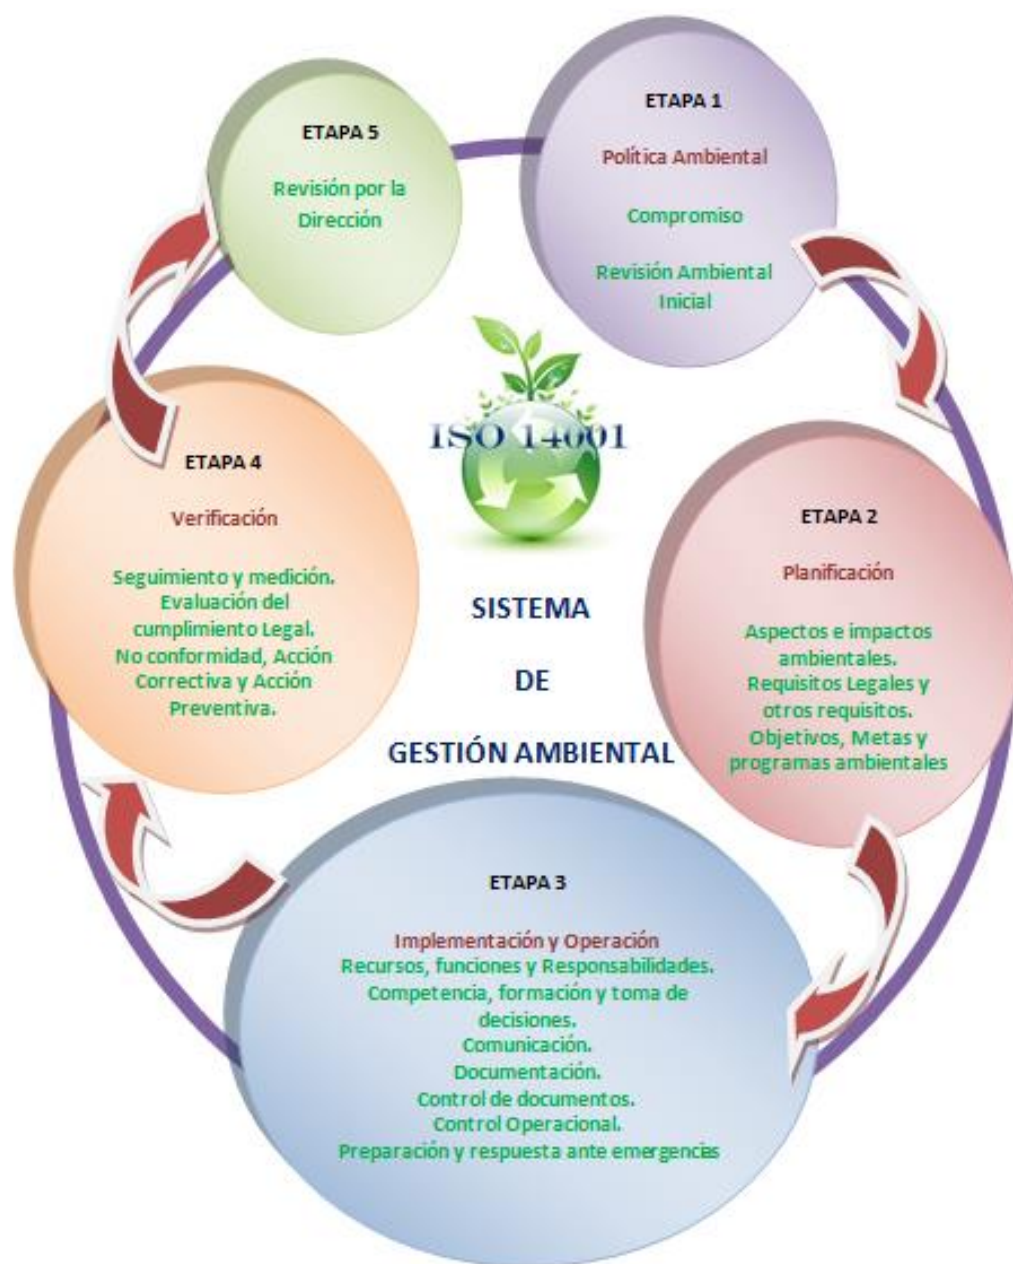 ETAPA 1
Política Ambiental
Compromiso
Revisión Ambiental
Inicial
ETAPA 2
Planificación
Aspectos e impactos
ambientales.
Requisitos Legales y
otros requisitos.
Objetivos, Metas y
programas ambientales
ETAPA 3
Implementación y Operación
Recursos, funciones y Responsabilidades.
Competencia, formación y toma de
decisiones.
Comunicación.
Documentación.
Control de documentos.
Control Operacional.
Preparación y respuesta ante emergencias
ETAPA 4
Verificación
Seguimiento y medición.
Evaluación del
cumplimiento Legal.
No conformidad, Acción
Correctiva y Acción
Preventiva.
ETAPA 5
Revisión por la
Dirección
ISO 14001
SISTEMA
DE
GESTIÓN AMBIENTAL